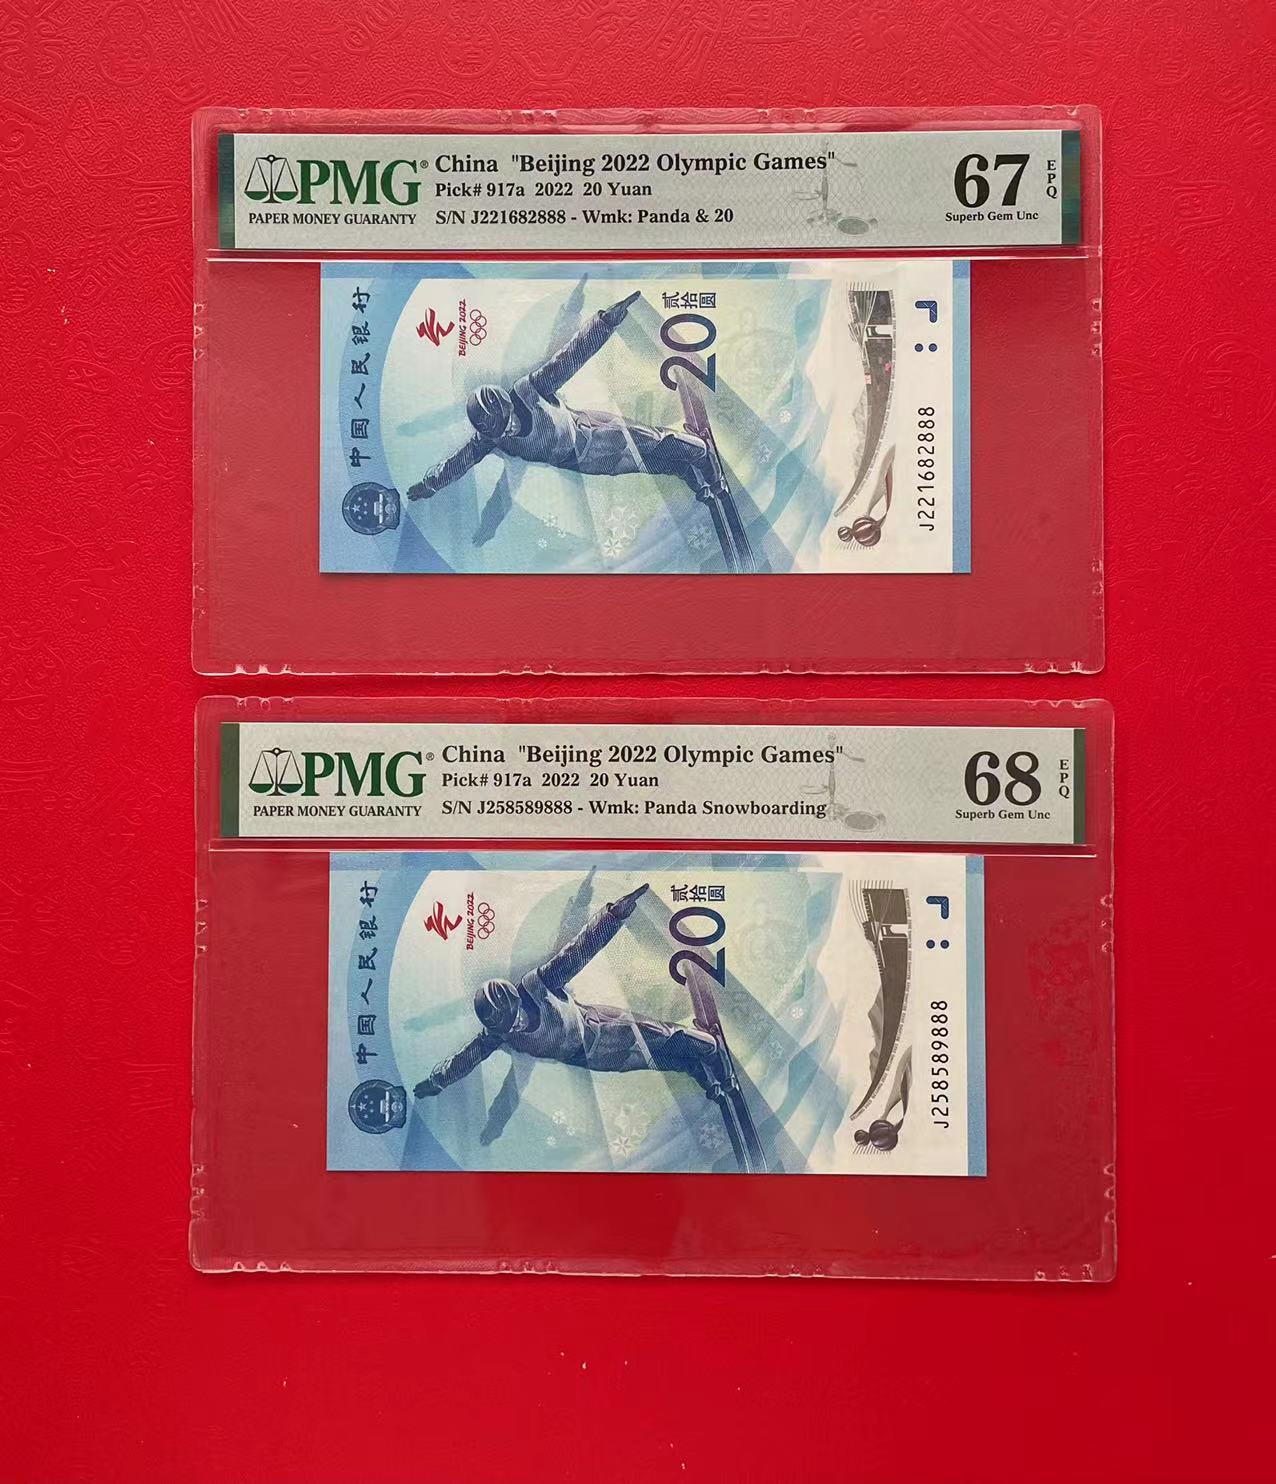 PMG®
PAPER MONEY GUARANTY
China "Beijing 2022 Olympic Games"
Pick# 917a 2022 20 Yuan
S/N J221682888 - Wmk: Panda & 20
67
EPQ
Superb Gem Unc
中国人民银行
BEIJING 2022
贰拾圆
20
J221682888
PMG®
PAPER MONEY GUARANTY
China "Beijing 2022 Olympic Games"
Pick# 917a 2022 20 Yuan
S/N J258589888 - Wmk: Panda Snowboarding
68
EPQ
Superb Gem Unc
中国人民银行
BEIJING 2022
贰拾圆
20
J258589888